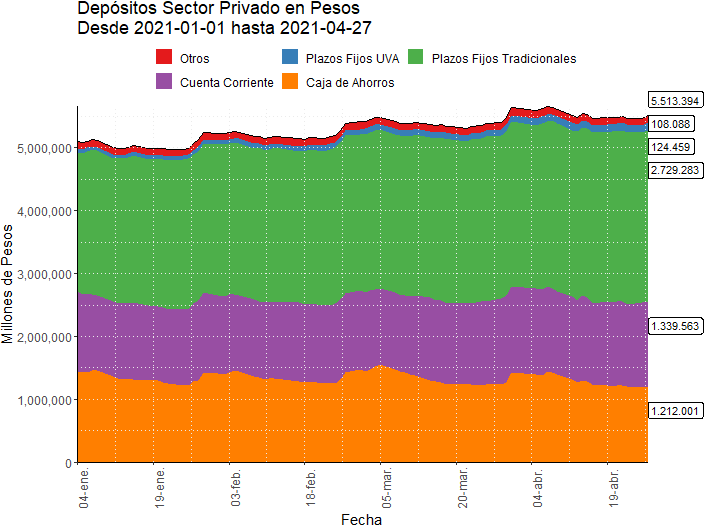 Depósitos Sector Privado en Pesos
Desde 2021-01-01 hasta 2021-04-27
Otros
Plazos Fijos UVA
Plazos Fijos Tradicionales
Cuenta Corriente
Caja de Ahorros
Millones de Pesos
5,000,000
4,000,000
3,000,000
2,000,000
1,000,000
0
5.513.394
108.088
124.459
2.729.283
1.339.563
1.212.001
04-ene.
19-ene.
03-feb.
18-feb.
05-mar.
20-mar.
04-abr.
19-abr.
Fecha